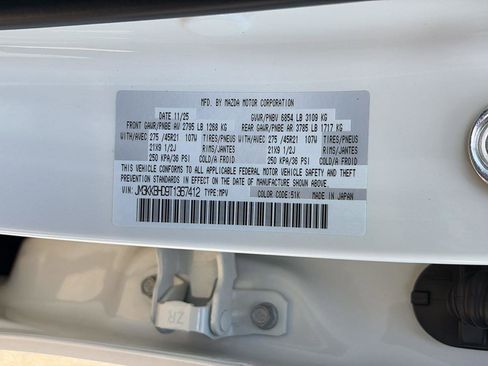 MFD. BY MAZDA MOTOR CORPORATION
DATE 11/25 GVWR/PNBV 6854 LB 3109 KG
FRONT GAWR/PNBE AV 2795 LB 1268 KG REAR GAWR/PNBE AR 3785 LB 1717 KG
WITH/AVEC 275 /45R21 107W TIRES/PNEUS WITH/AVEC 275 /45R21 107W TIRES/PNEUS
21X9 1/2J RIMS/JANTES 21X9 1/2J RIMS/JANTES
250 KPA/36 PSI COLD/A FROID 250 KPA/36 PSI COLD/A FROID
THIS VEHICLE CONFORMS TO ALL APPLICABLE FEDERAL MOTOR VEHICLE SAFETY AND THEFT
PREVENTION STANDARDS IN EFFECT ON THE DATE OF MANUFACTURE SHOWN ABOVE.
VIN: JM3KKBHD9T1367412 TYPE:MPV COLOR CODE:51K MADE IN JAPAN
ZR